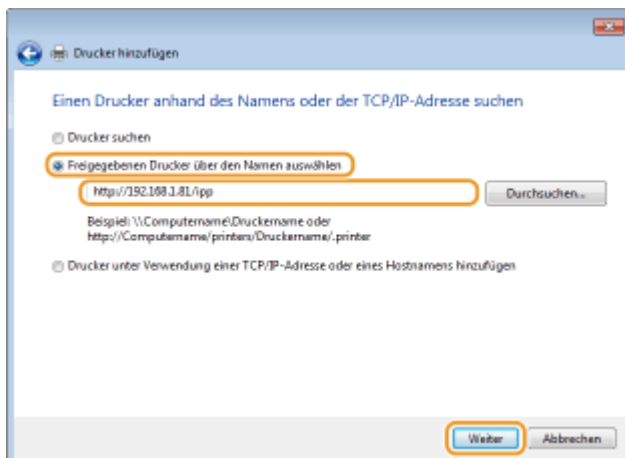 Drucker hinzufügen
Einen Drucker anhand des Namens oder der TCP/IP-Adresse suchen
Drucker suchen
Freigegebenen Drucker über den Namen auswählen
http://192.168.1.81/ipp
Durchsuchen...
Beispiel: \\Computername\Druckername oder
http://Computername/printers/Druckername/.printer
Drucker unter Verwendung einer TCP/IP-Adresse oder eines Hostnamens hinzufügen
Weiter
Abbrechen